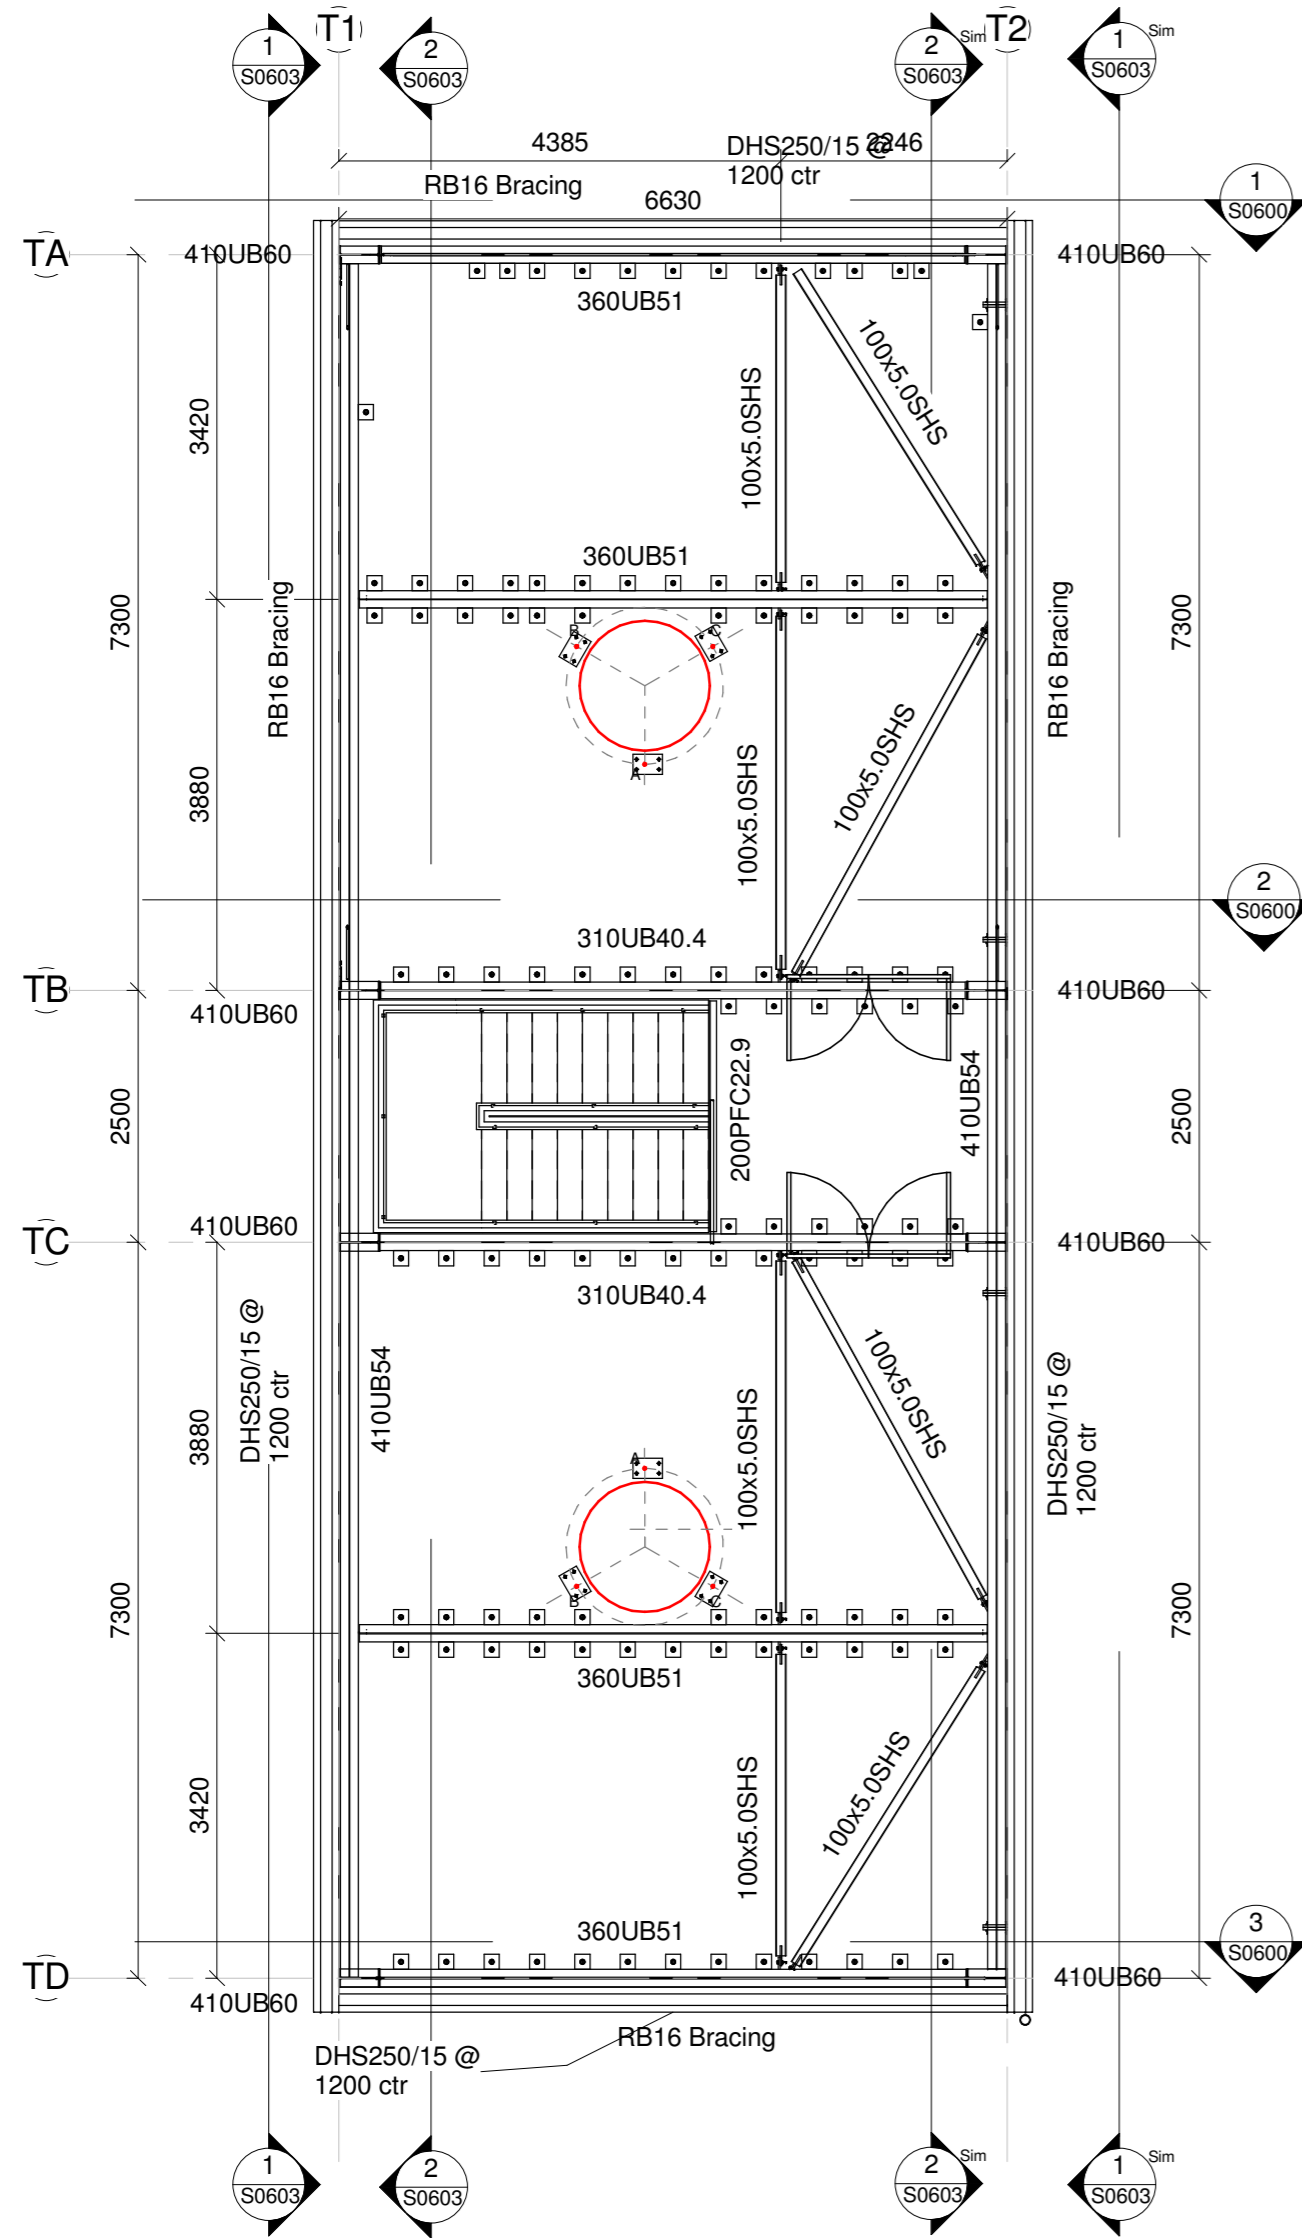 T1
T2
1
S0603
2
S0603
2
S0603
Sim
1
S0603
Sim
4385
DHS250/15 @
1200 ctr
2246
RB16 Bracing
6630
1
S0600
TA
410UB60
410UB60
360UB51
100x5.0SHS
100x5.0SHS
3420
360UB51
7300
RB16 Bracing
RB16 Bracing
7300
B
C
A
100x5.0SHS
100x5.0SHS
3880
2
S0600
310UB40.4
TB
410UB60
410UB60
2500
200PFC22.9
410UB54
2500
TC
410UB60
410UB60
310UB40.4
DHS250/15 @
1200 ctr
410UB54
100x5.0SHS
100x5.0SHS
DHS250/15 @
1200 ctr
3880
A
B
C
7300
7300
360UB51
3420
100x5.0SHS
100x5.0SHS
360UB51
3
S0600
TD
410UB60
410UB60
RB16 Bracing
DHS250/15 @
1200 ctr
1
S0603
2
S0603
2
S0603
Sim
1
S0603
Sim